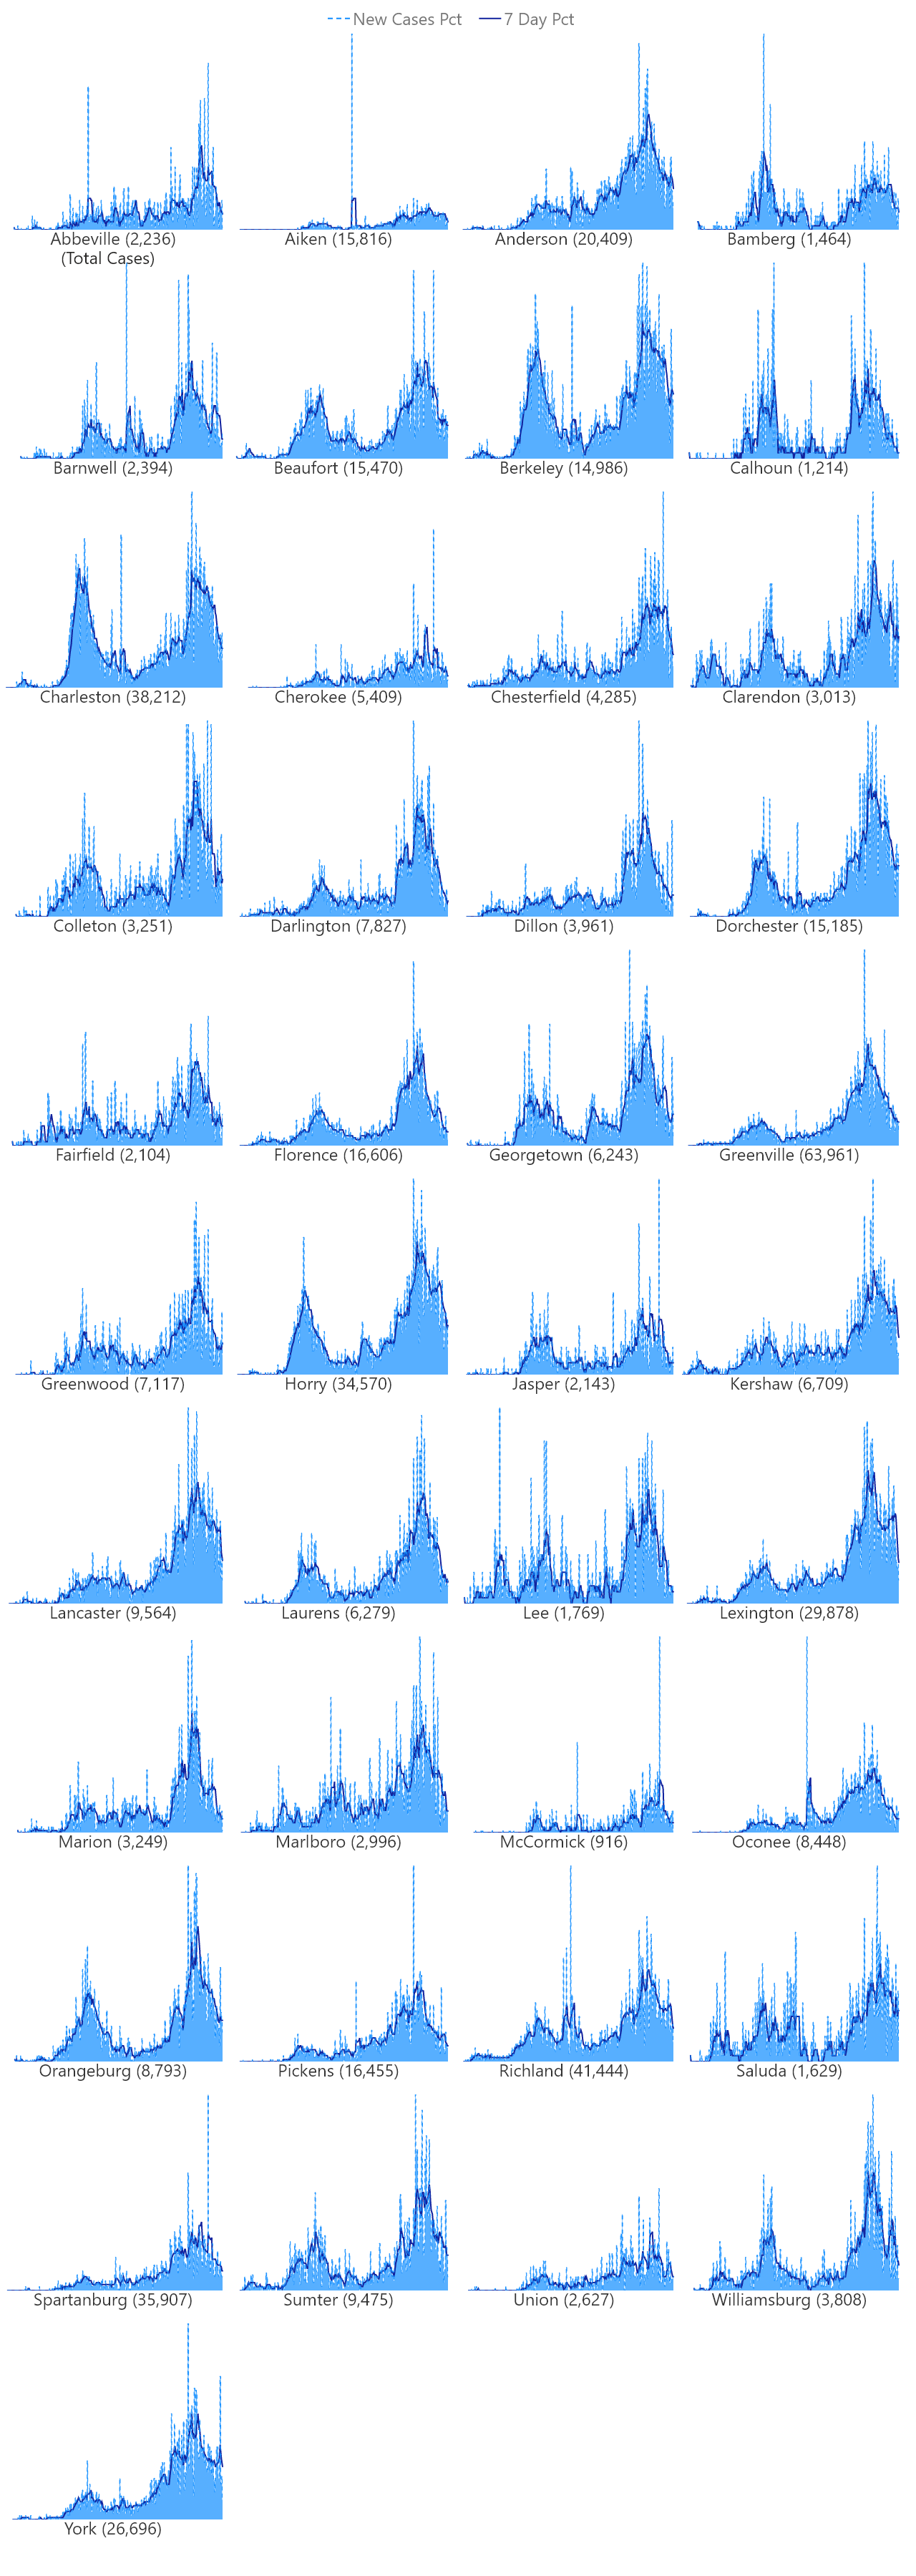 New Cases Pct 7 Day Pct
Abbeville (2,236)
(Total Cases)
Aiken (15,816)
Anderson (20,409)
Bamberg (1,464)
Barnwell (2,394)
Beaufort (15,470)
Berkeley (14,986)
Calhoun (1,214)
Charleston (38,212)
Cherokee (5,409)
Chesterfield (4,285)
Clarendon (3,013)
Colleton (3,251)
Darlington (7,827)
Dillon (3,961)
Dorchester (15,185)
Fairfield (2,104)
Florence (16,606)
Georgetown (6,243)
Greenville (63,961)
Greenwood (7,117)
Horry (34,570)
Jasper (2,143)
Kershaw (6,709)
Lancaster (9,564)
Laurens (6,279)
Lee (1,769)
Lexington (29,878)
Marion (3,249)
Marlboro (2,996)
McCormick (916)
Oconee (8,448)
Orangeburg (8,793)
Pickens (16,455)
Richland (41,444)
Saluda (1,629)
Spartanburg (35,907)
Sumter (9,475)
Union (2,627)
Williamsburg (3,808)
York (26,696)